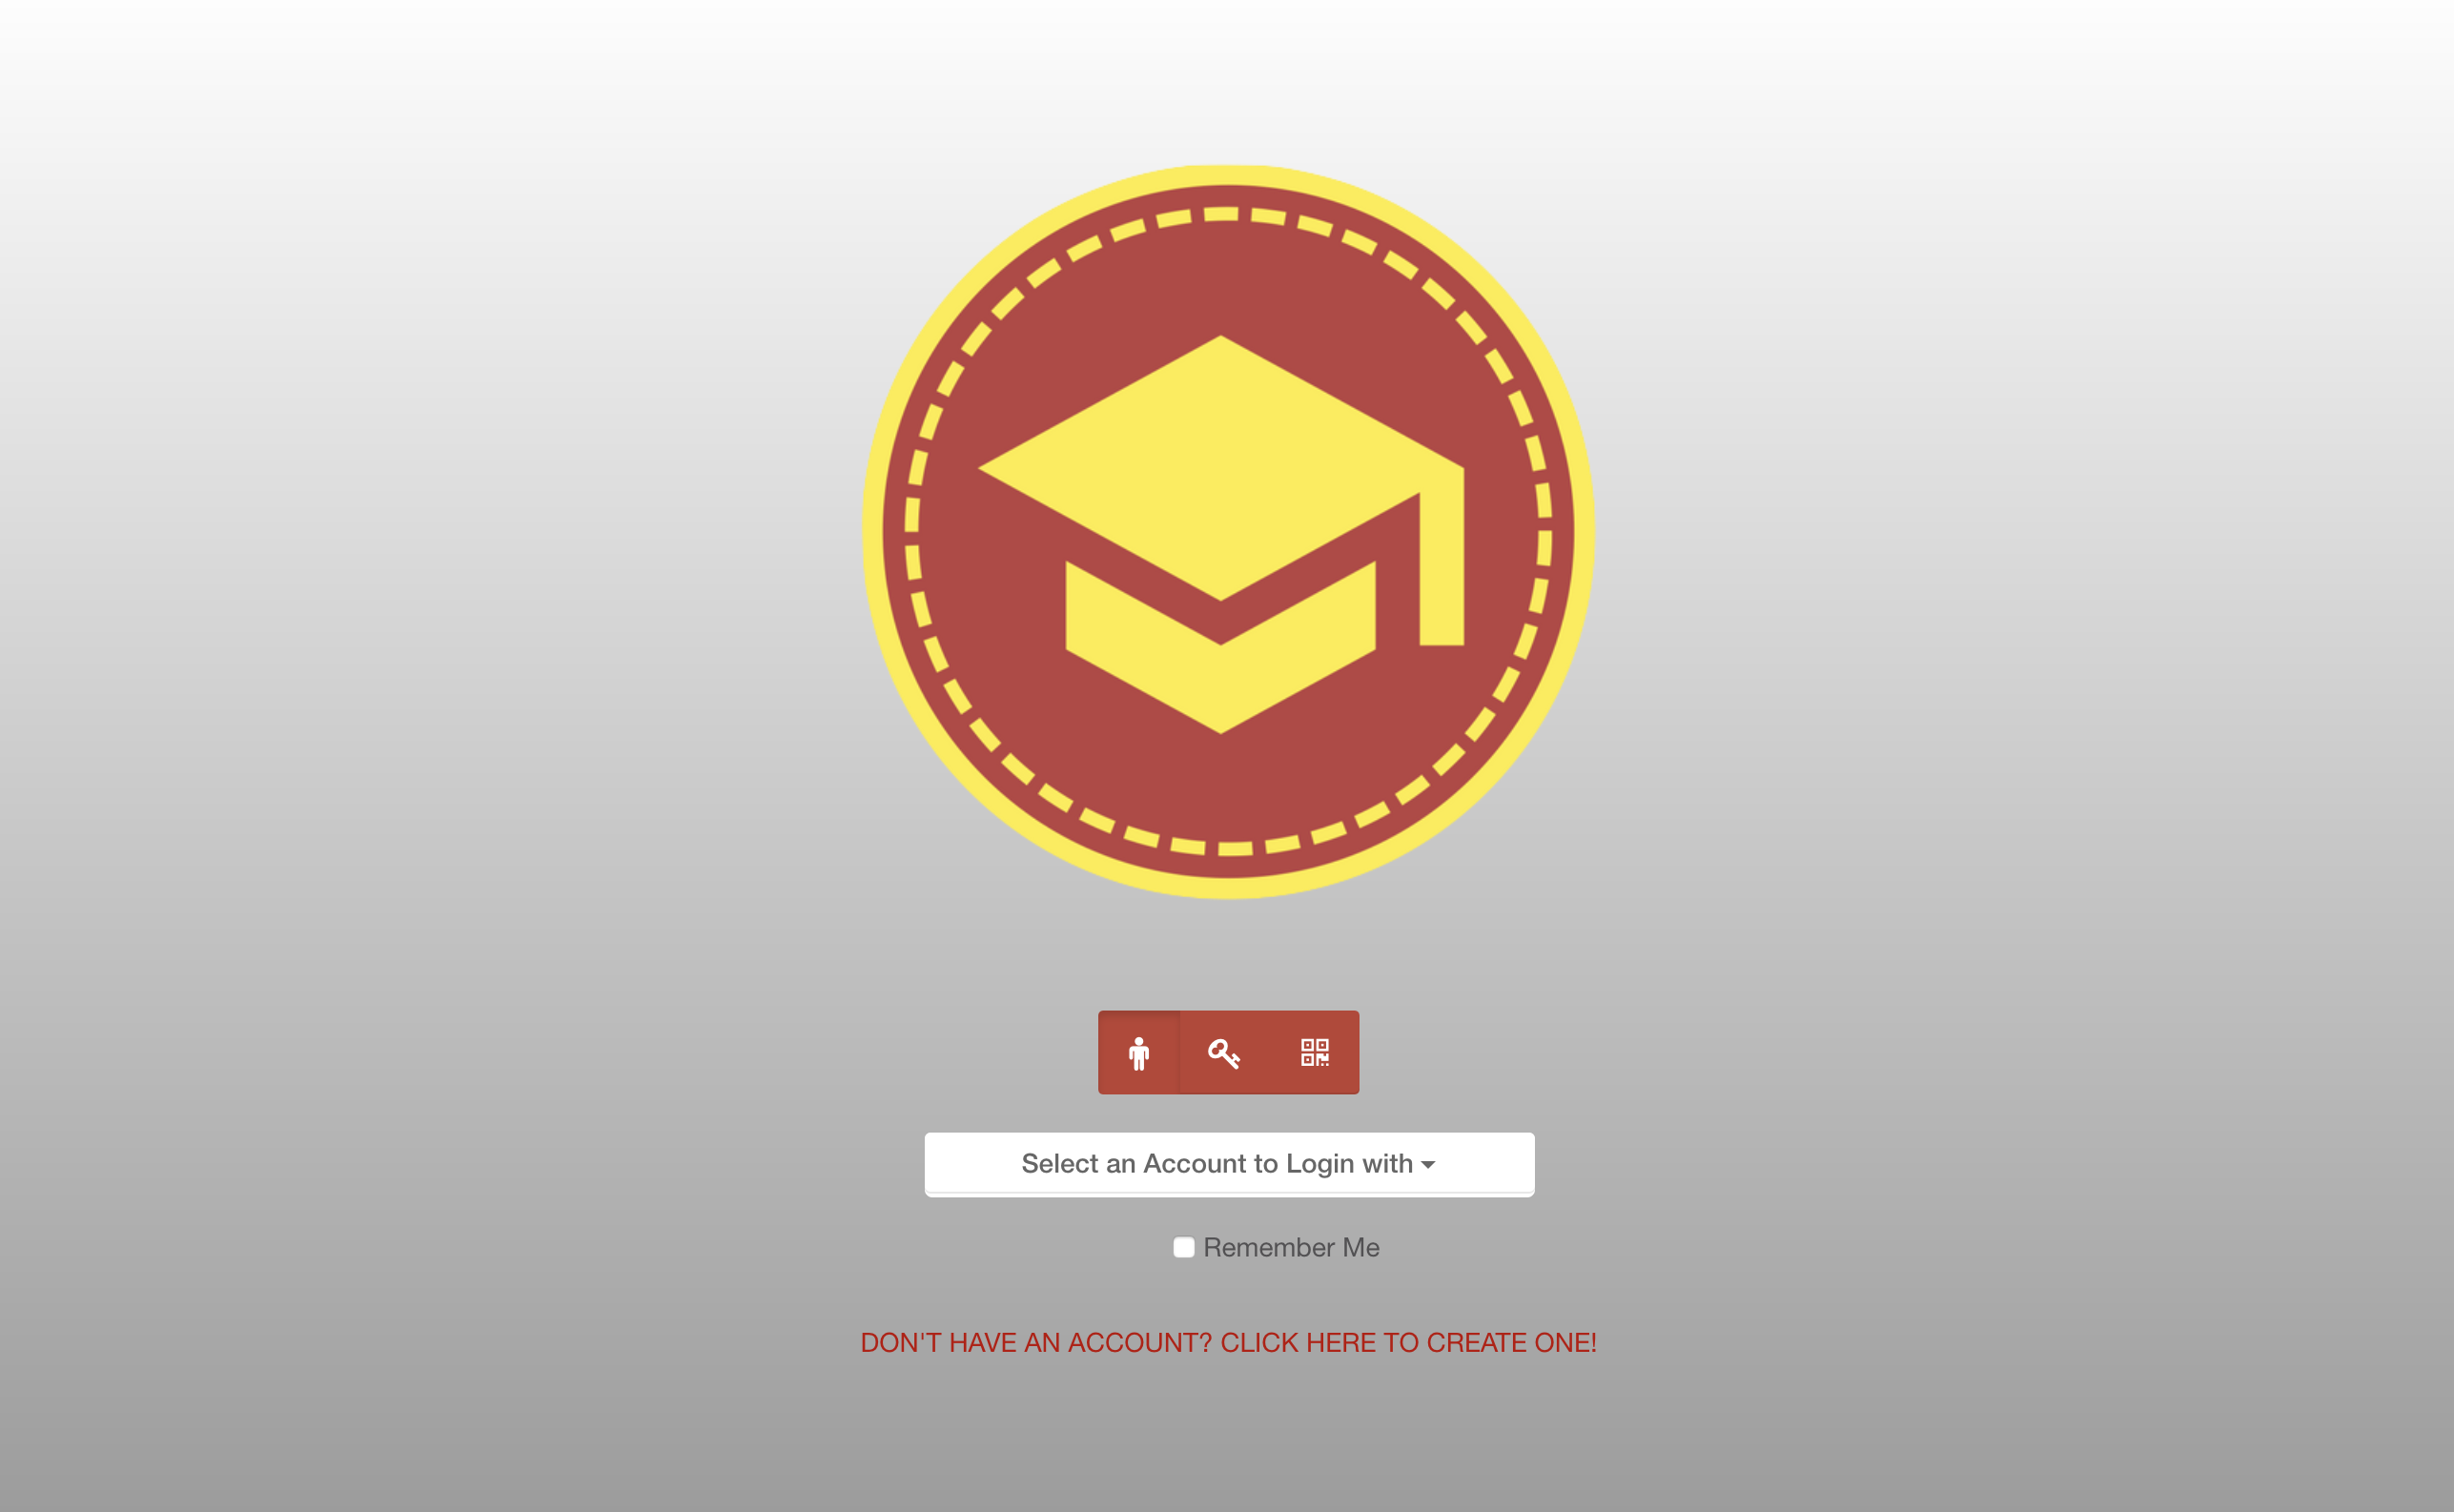 Select an Account to Login with
Remember Me
DON'T HAVE AN ACCOUNT? CLICK HERE TO CREATE ONE!